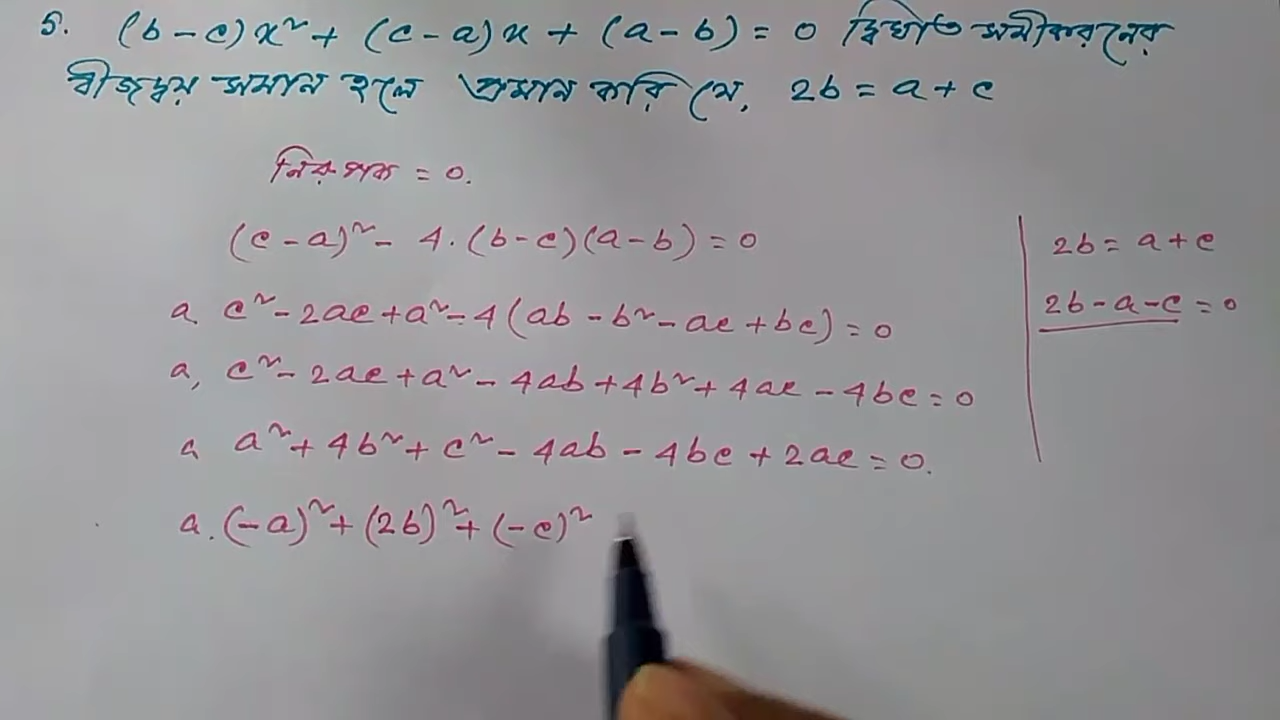 5. (b-c)x² + (c-a)x + (a-b) = 0 দ্বিঘাত সমীকরনের
বীজদ্বয় সমান হলে প্রমান করি যে, 2b = a + c
নিরুপক = 0.
(c-a)² - 4.(b-c)(a-b) = 0
বা c² - 2ac + a² - 4(ab - b² - ac + bc) = 0
বা, c² - 2ac + a² - 4ab + 4b² + 4ac - 4bc = 0
বা a² + 4b² + c² - 4ab - 4bc + 2ac = 0.
বা. (-a)² + (2b)² + (-c)²
2b = a + c
2b - a - c = 0